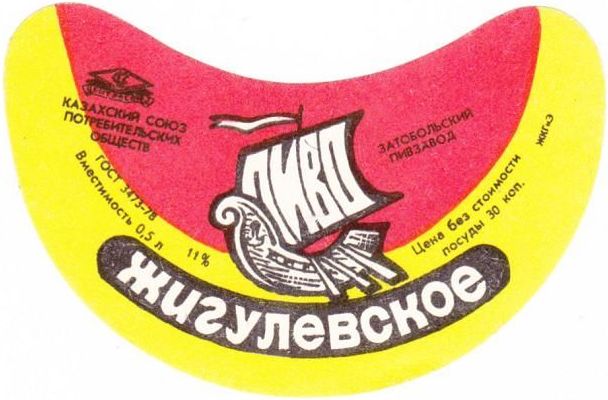 КАЗАХСКИЙ СОЮЗ
ПОТРЕБИТЕЛЬСКИХ
ОБЩЕСТВ
ГОСТ 3473-78
Вместимость 0,5 л
11%
ПИВО
ЗАТОБОЛЬСКИЙ
ПИВЗАВОД
Цена без стоимости
посуды 30 коп.
ЖИГУЛЕВСКОЕ